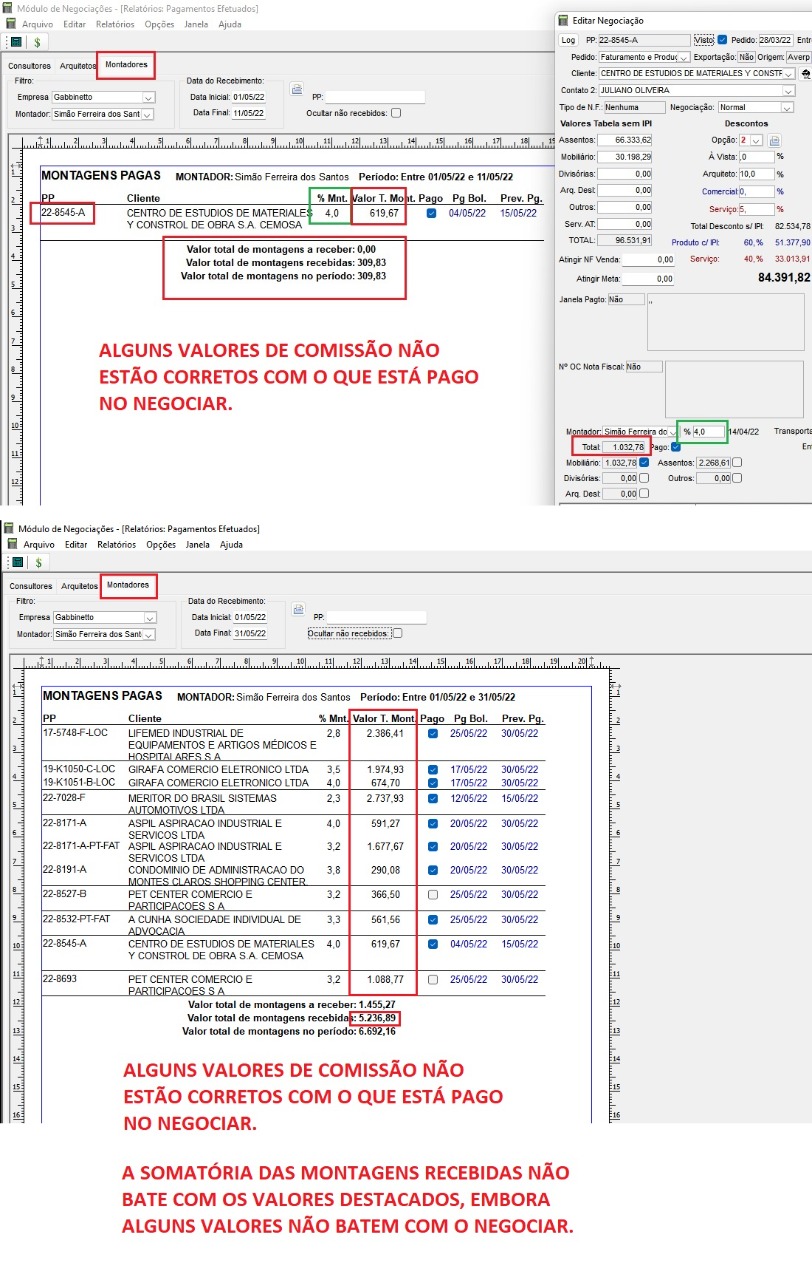 Módulo de Negociações - [Relatórios: Pagamentos Efetuados]
Arquivo Editar Relatórios Opções Janela Ajuda
Consultores Arquitetos Montadores
Filtro:
Empresa Gabbinetto
Montador: Simão Ferreira dos Sant
Data do Recebimento:
Data Inicial: 01/05/22
Data Final: 11/05/22
PP:
Ocultar não recebidos:
MONTAGENS PAGAS MONTADOR: Simão Ferreira dos Santos Período: Entre 01/05/22 e 11/05/22
PP Cliente % Mnt. Valor T. Mont. Pago Pg Bol. Prev. Pg.
22-8545-A CENTRO DE ESTUDIOS DE MATERIALES 4,0 619,67 04/05/22 15/05/22
Y CONSTROL DE OBRA S.A. CEMOSA
Valor total de montagens a receber: 0,00
Valor total de montagens recebidas: 309,83
Valor total de montagens no período: 309,83
ALGUNS VALORES DE COMISSÃO NÃO
ESTÃO CORRETOS COM O QUE ESTÁ PAGO
NO NEGOCIAR.
Editar Negociação
Log PP: 22-8545-A Visto: Pedido: 28/03/22 Entr
Pedido: Faturamento e Produç Exportação: Não Origem: Averp
Cliente: CENTRO DE ESTUDIOS DE MATERIALES Y CONSTF
Contato 2: JULIANO OLIVEIRA
Tipo de N.F.: Nenhuma Negociação: Normal
Valores Tabela sem IPI Descontos
Assentos: 66.333,62 Opção: 2
Mobiliário: 30.198,29 À Vista: ,0 %
Divisórias: 0,00 Arquiteto: 10,0 %
Arq. Desl: 0,00 Comercial: 0, %
Outros: 0,00 Serviço: 5, %
Serv. AT: 0,00 Total Desconto s/ IPI: 82.534,78
TOTAL: 96.531,91 Produto c/ IPI: 60, % 51.377,90
Atingir NF Venda: 0,00 Serviço: 40, % 33.013,91
Atingir Meta: 0,00 84.391,82
Janela Pagto: Não ,,
Nº OC Nota Fiscal: Não
Montador: Simão Ferreira do % 4,0 14/04/22 Transporta
Total: 1.032,78 Pago: Em
Mobiliário: 1.032,78 Assentos: 2.268,61
Divisórias: 0,00 Outros: 0,00
Arq. Dest: 0,00
Módulo de Negociações - [Relatórios: Pagamentos Efetuados]
Arquivo Editar Relatórios Opções Janela Ajuda
Consultores Arquitetos Montadores
Filtro:
Empresa Gabbinetto
Montador: Simão Ferreira dos Sant
Data do Recebimento:
Data Inicial: 01/05/22
Data Final: 31/05/22
PP:
Ocultar não recebidos:
MONTAGENS PAGAS MONTADOR: Simão Ferreira dos Santos Período: Entre 01/05/22 e 31/05/22
PP Cliente % Mnt. Valor T. Mont. Pago Pg Bol. Prev. Pg.
17-5748-F-LOC LIFEMED INDUSTRIAL DE 2,8 2.386,41 25/05/22 30/05/22
EQUIPAMENTOS E ARTIGOS MÉDICOS E
HOSPITALARES S A
19-K1050-C-LOC GIRAFA COMERCIO ELETRONICO LTDA 3,5 1.974,93 17/05/22 30/05/22
19-K1051-B-LOC GIRAFA COMERCIO ELETRONICO LTDA 4,0 674,70 17/05/22 30/05/22
22-7028-F MERITOR DO BRASIL SISTEMAS 2,3 2.737,93 12/05/22 15/05/22
AUTOMOTIVOS LTDA
22-8171-A ASPIL ASPIRACAO INDUSTRIAL E 4,0 591,27 20/05/22 30/05/22
SERVICOS LTDA
22-8171-A-PT-FAT ASPIL ASPIRACAO INDUSTRIAL E 3,2 1.677,67 20/05/22 30/05/22
SERVICOS LTDA
22-8191-A CONDOMINIO DE ADMINISTRACAO DO 3,8 290,08 20/05/22 30/05/22
MONTES CLAROS SHOPPING CENTER
22-8527-B PET CENTER COMERCIO E 3,2 366,50 25/05/22 30/05/22
PARTICIPACOES S A
22-8532-PT-FAT A CUNHA SOCIEDADE INDIVIDUAL DE 3,3 561,56 25/05/22 30/05/22
ADVOCACIA
22-8545-A CENTRO DE ESTUDIOS DE MATERIALES 4,0 619,67 04/05/22 15/05/22
Y CONSTROL DE OBRA S.A. CEMOSA
22-8693 PET CENTER COMERCIO E 3,2 1.088,77 25/05/22 30/05/22
PARTICIPACOES S A
Valor total de montagens a receber: 1.455,27
Valor total de montagens recebidas: 5.236,89
Valor total de montagens no período: 6.692,16
ALGUNS VALORES DE COMISSÃO NÃO
ESTÃO CORRETOS COM O QUE ESTÁ PAGO
NO NEGOCIAR.
A SOMATÓRIA DAS MONTAGENS RECEBIDAS NÃO
BATE COM OS VALORES DESTACADOS, EMBORA
ALGUNS VALORES NÃO BATEM COM O NEGOCIAR.